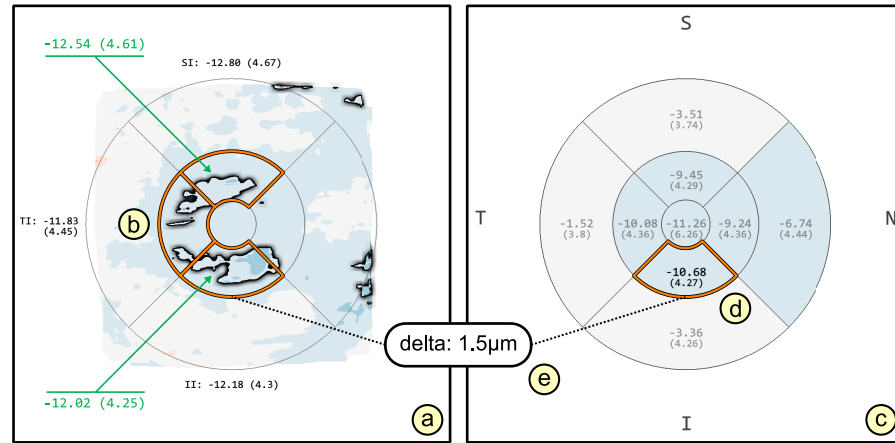 -12.54 (4.61)
SI: -12.80 (4.67)
TI: -11.83
(4.45)
b
delta: 1.5µm
II: -12.18 (4.3)
-12.02 (4.25)
a
S
-3.51
(3.74)
-9.45
(4.29)
T
-1.52
(3.8)
-10.08
(4.36)
-11.26
(6.26)
-9.24
(4.36)
-6.74
(4.44)
N
-10.68
(4.27)
d
-3.36
(4.26)
e
I
c